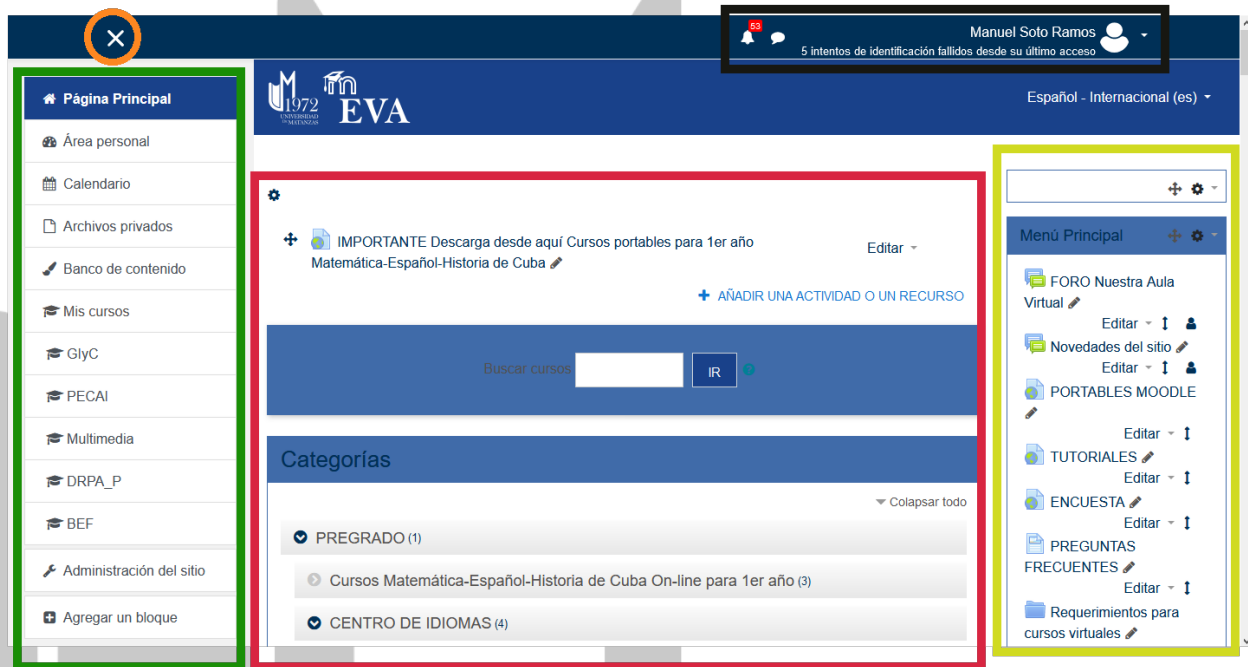 53
Manuel Soto Ramos
5 intentos de identificación fallidos desde su último acceso
Página Principal
Área personal
Calendario
Archivos privados
Banco de contenido
Mis cursos
GlyC
PECAI
Multimedia
DRPA_P
BEF
Administración del sitio
Agregar un bloque
UM
1972
UNIVERSIDAD
DE MATANZAS
in
EVA
Español - Internacional (es)
IMPORTANTE Descarga desde aquí Cursos portables para 1er año
Matemática-Español-Historia de Cuba
Editar
AÑADIR UNA ACTIVIDAD O UN RECURSO
Buscar cursos
IR
Categorías
Colapsar todo
PREGRADO (1)
Cursos Matemática-Español-Historia de Cuba On-line para 1er año (3)
CENTRO DE IDIOMAS (4)
Menú Principal
FORO Nuestra Aula
Virtual
Editar
Novedades del sitio
Editar
PORTABLES MOODLE
Editar
TUTORIALES
Editar
ENCUESTA
Editar
PREGUNTAS
FRECUENTES
Editar
Requerimientos para
cursos virtuales